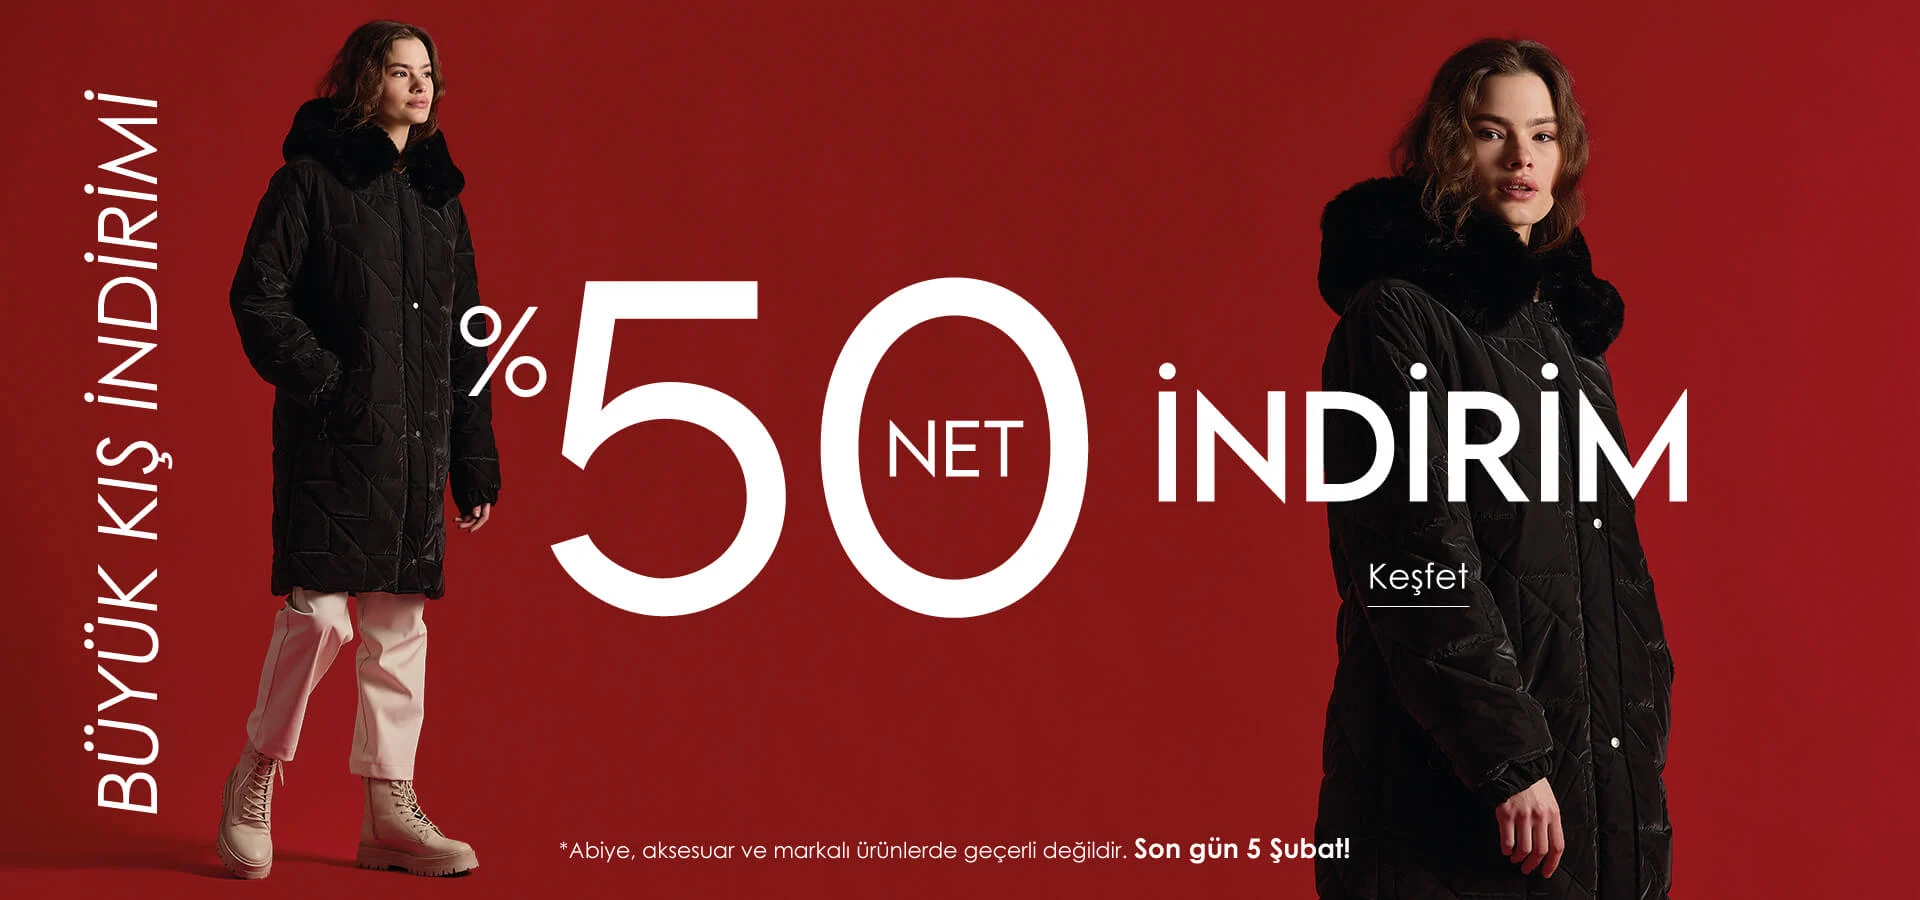 BÜYÜK KIŞ İNDİRİMİ
%50 NET İNDİRİM
Keşfet
*Abiye, aksesuar ve markalı ürünlerde geçerli değildir. Son gün 5 Şubat!